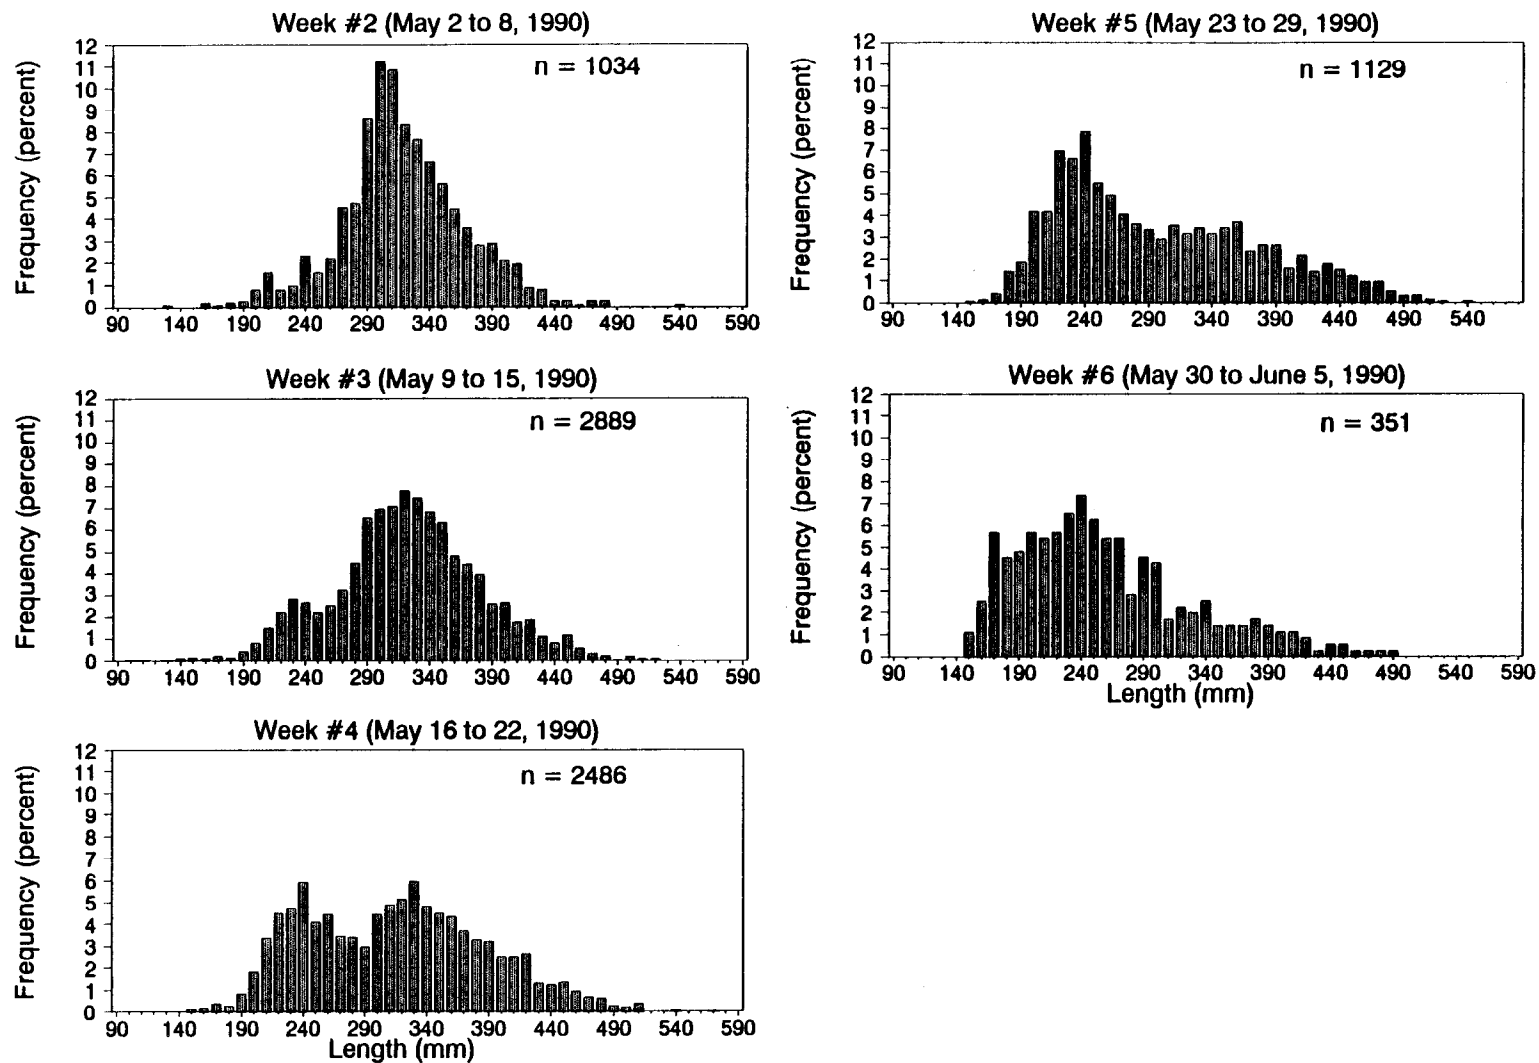 Week #2 (May 2 to 8, 1990)
n = 1034
Frequency (percent)
12
11
10
9
8
7
6
5
4
3
2
1
0
90 140 190 240 290 340 390 440 490 540 590
Week #3 (May 9 to 15, 1990)
n = 2889
Frequency (percent)
12
11
10
9
8
7
6
5
4
3
2
1
0
90 140 190 240 290 340 390 440 490 540 590
Week #4 (May 16 to 22, 1990)
n = 2486
Frequency (percent)
12
11
10
9
8
7
6
5
4
3
2
1
0
90 140 190 240 290 340 390 440 490 540 590
Length (mm)
Week #5 (May 23 to 29, 1990)
n = 1129
Frequency (percent)
12
11
10
9
8
7
6
5
4
3
2
1
0
90 140 190 240 290 340 390 440 490 540
Week #6 (May 30 to June 5, 1990)
n = 351
Frequency (percent)
12
11
10
9
8
7
6
5
4
3
2
1
0
90 140 190 240 290 340 390 440 490 540 590
Length (mm)